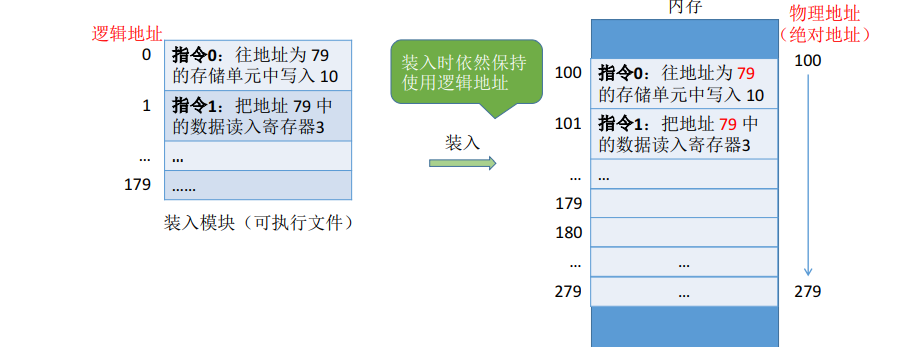 内存
物理地址
（绝对地址）
逻辑地址
0
指令0：往地址为 79
的存储单元中写入 10
1
指令1：把地址 79 中
的数据读入寄存器3
...
...
179
......
装入模块（可执行文件）
装入时依然保持
使用逻辑地址
装入
100
指令0：往地址为 79
的存储单元中写入 10
101
指令1：把地址 79 中
的数据读入寄存器3
...
...
179
180
...
...
279
...
100
279